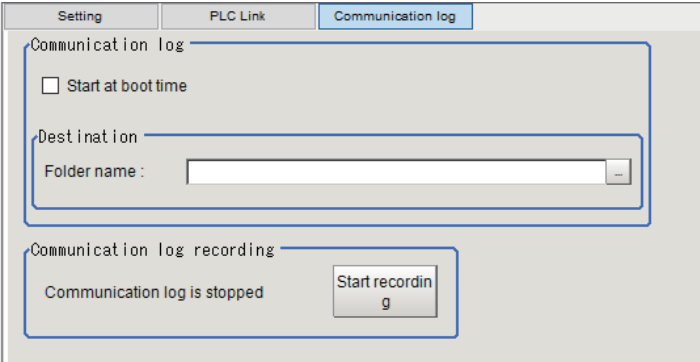 Setting PLC Link Communication log
Communication log
Start at boot time
Destination
Folder name :
...
Communication log recording
Communication log is stopped
Start recordin
g